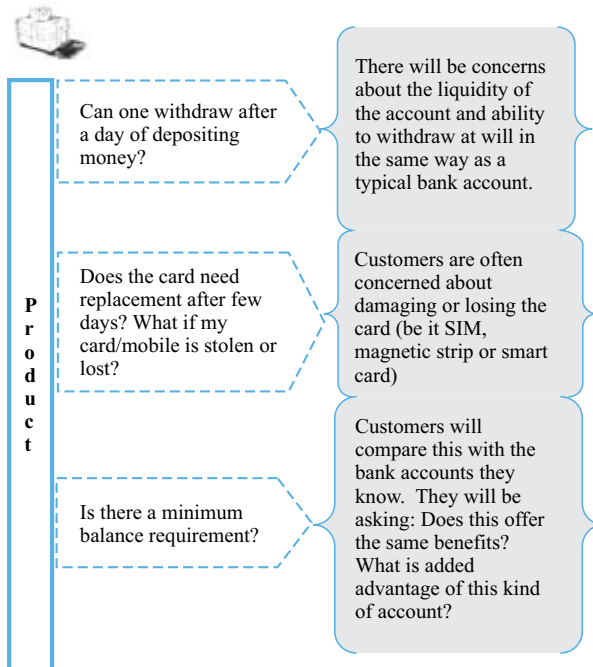 Product
Can one withdraw after
a day of depositing
money?
There will be concerns
about the liquidity of
the account and ability
to withdraw at will in
the same way as a
typical bank account.
Does the card need
replacement after few
days? What if my
card/mobile is stolen or
lost?
Customers are often
concerned about
damaging or losing the
card (be it SIM,
magnetic strip or smart
card)
Is there a minimum
balance requirement?
Customers will
compare this with the
bank accounts they
know.  They will be
asking: Does this offer
the same benefits?
What is added
advantage of this kind
of account?